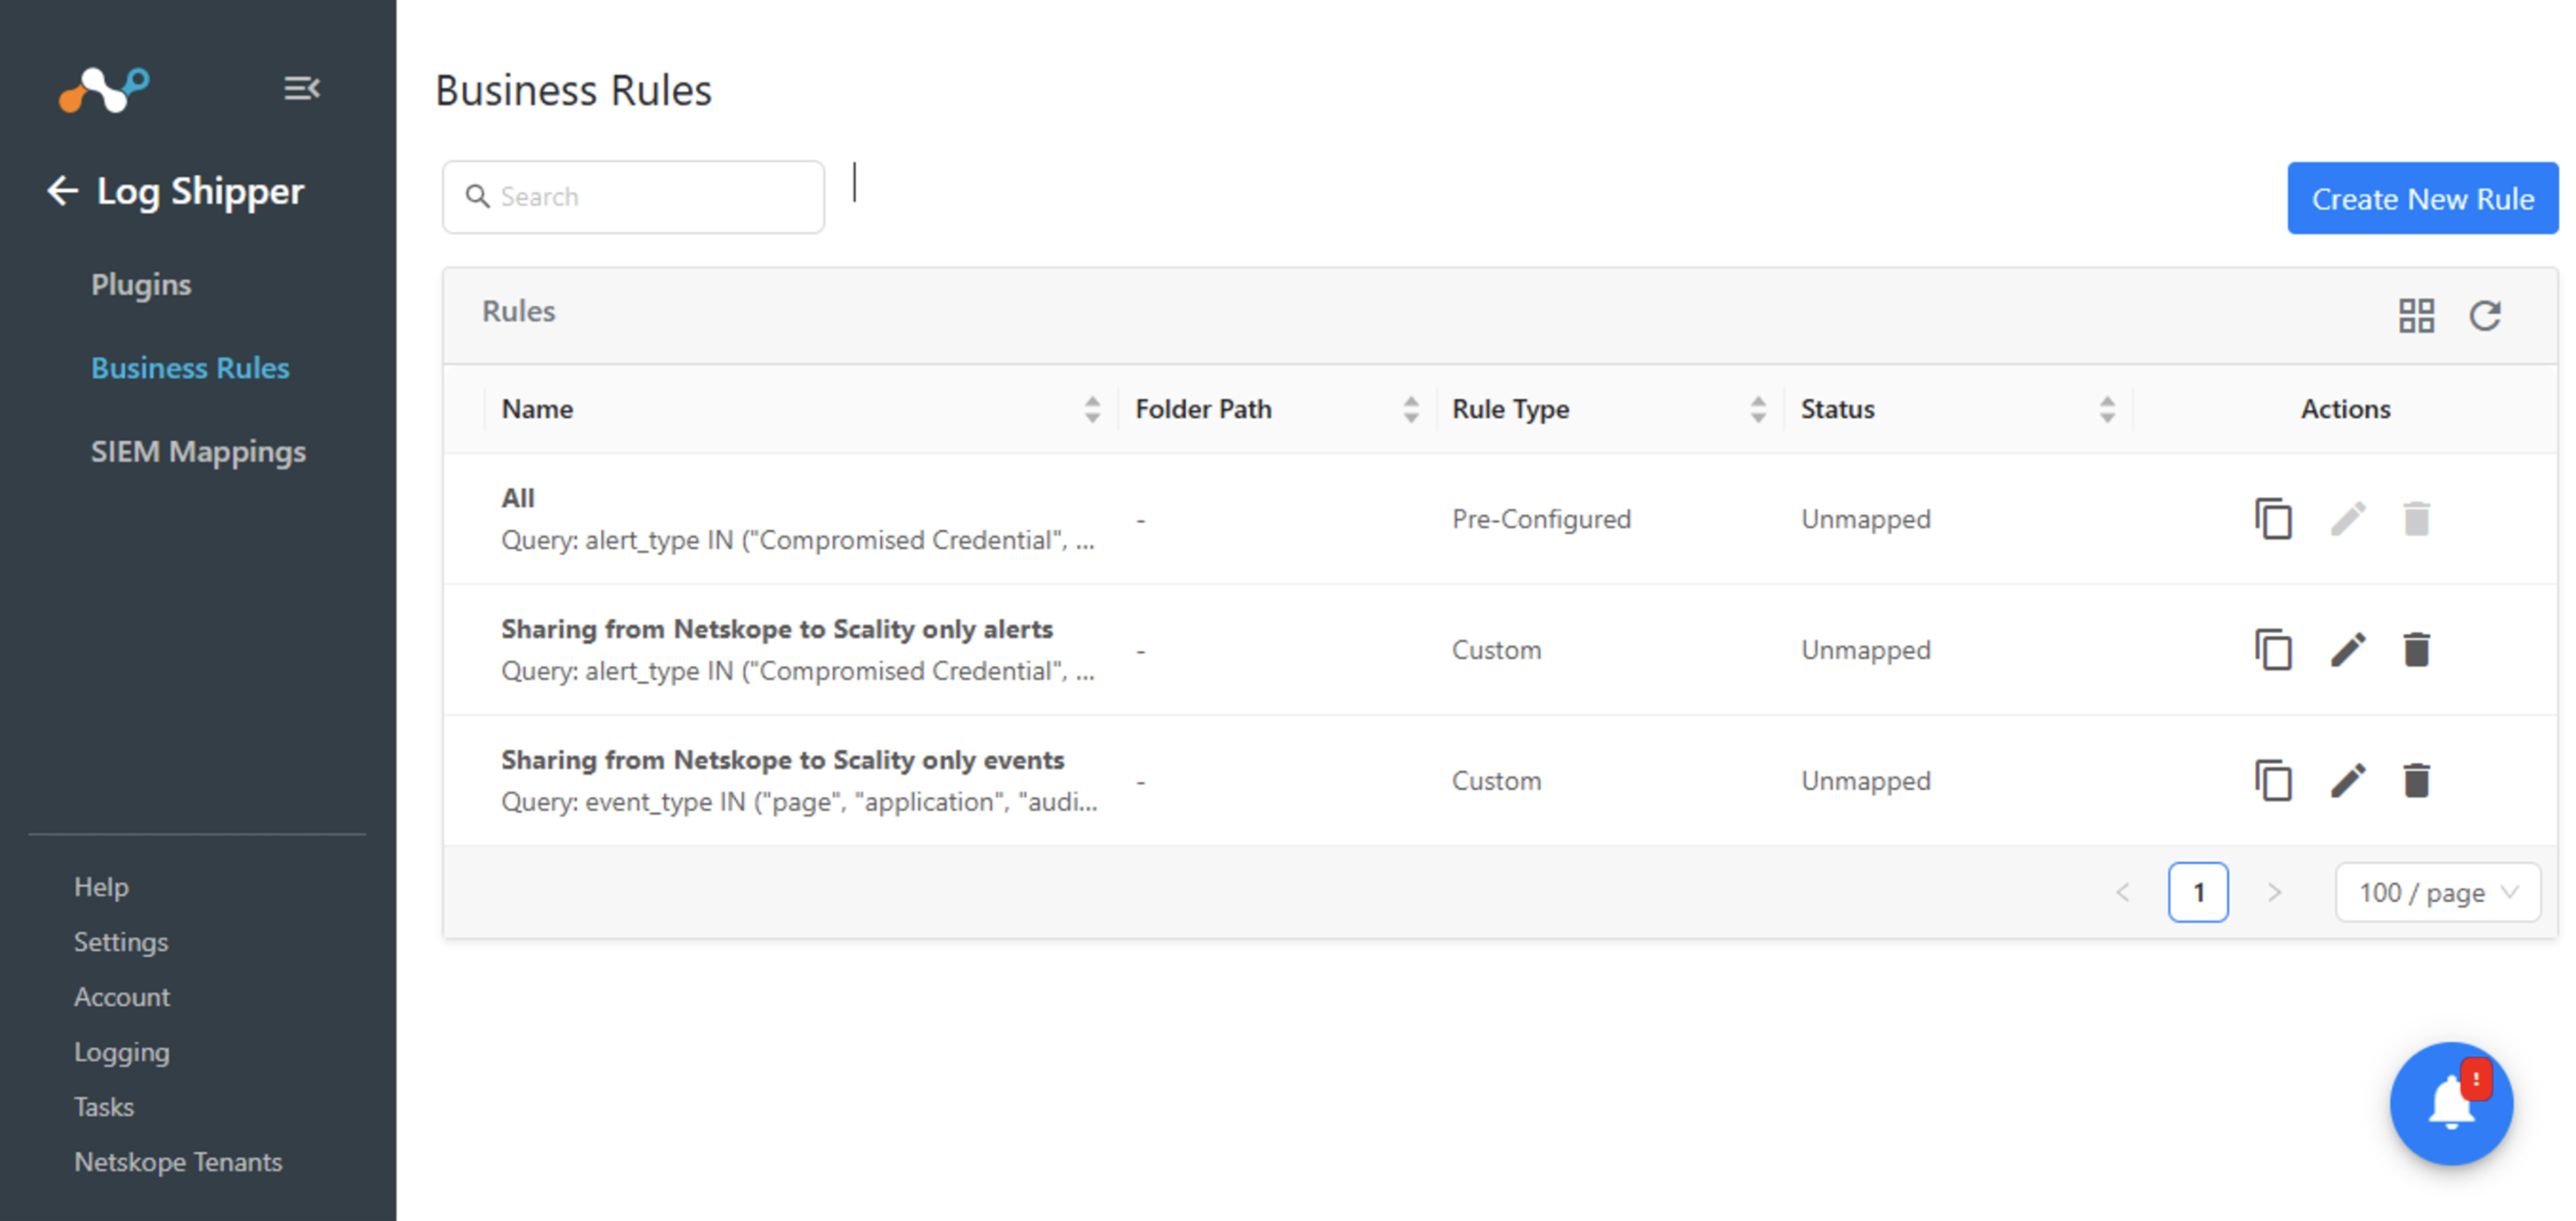 Log Shipper
Plugins
Business Rules
SIEM Mappings
Help
Settings
Account
Logging
Tasks
Netskope Tenants
Business Rules
Search
Create New Rule
Rules
Name Folder Path Rule Type Status Actions
All
Query: alert_type IN ("Compromised Credential", ...
- Pre-Configured Unmapped
Sharing from Netskope to Scality only alerts
Query: alert_type IN ("Compromised Credential", ...
- Custom Unmapped
Sharing from Netskope to Scality only events
Query: event_type IN ("page", "application", "audi...
- Custom Unmapped
< 1 > 100 / page
!